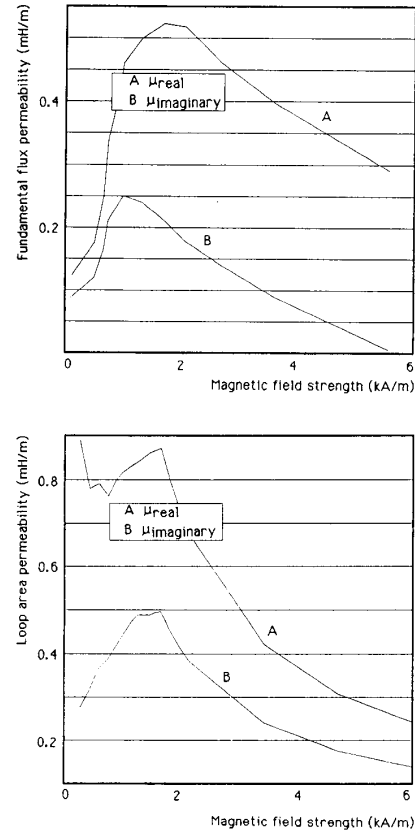 Fundamental flux permeability (mH/m)
0.4
0.2
A μreal
B μimaginary
A
B
0
2
4
6
Magnetic field strength (kA/m)
Loop area permeability (mH/m)
0.8
0.6
0.4
0.2
A μreal
B μimaginary
A
B
0
2
4
6
Magnetic field strength (kA/m)